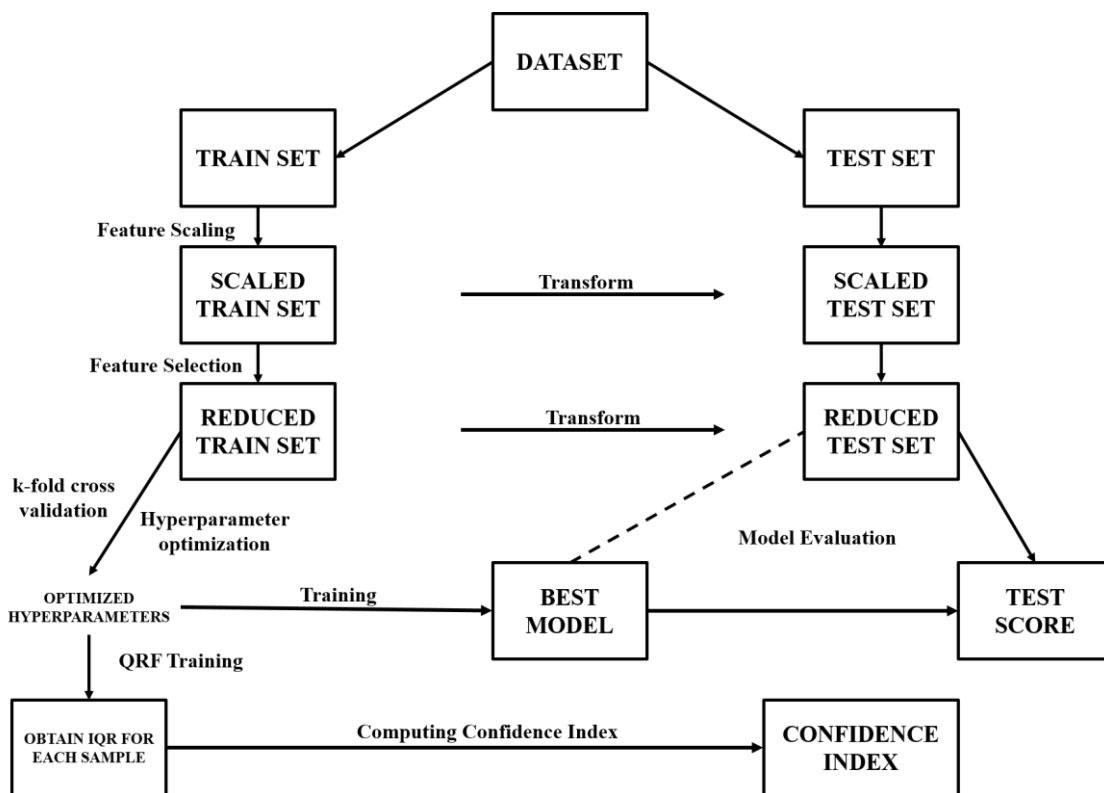 DATASET
TRAIN SET
TEST SET
Feature Scaling
SCALED
TRAIN SET
Transform
SCALED
TEST SET
Feature Selection
REDUCED
TRAIN SET
Transform
REDUCED
TEST SET
k-fold cross
validation
Hyperparameter
optimization
Model Evaluation
OPTIMIZED
HYPERPARAMETERS
Training
BEST
MODEL
TEST
SCORE
QRF Training
OBTAIN IQR FOR
EACH SAMPLE
Computing Confidence Index
CONFIDENCE
INDEX